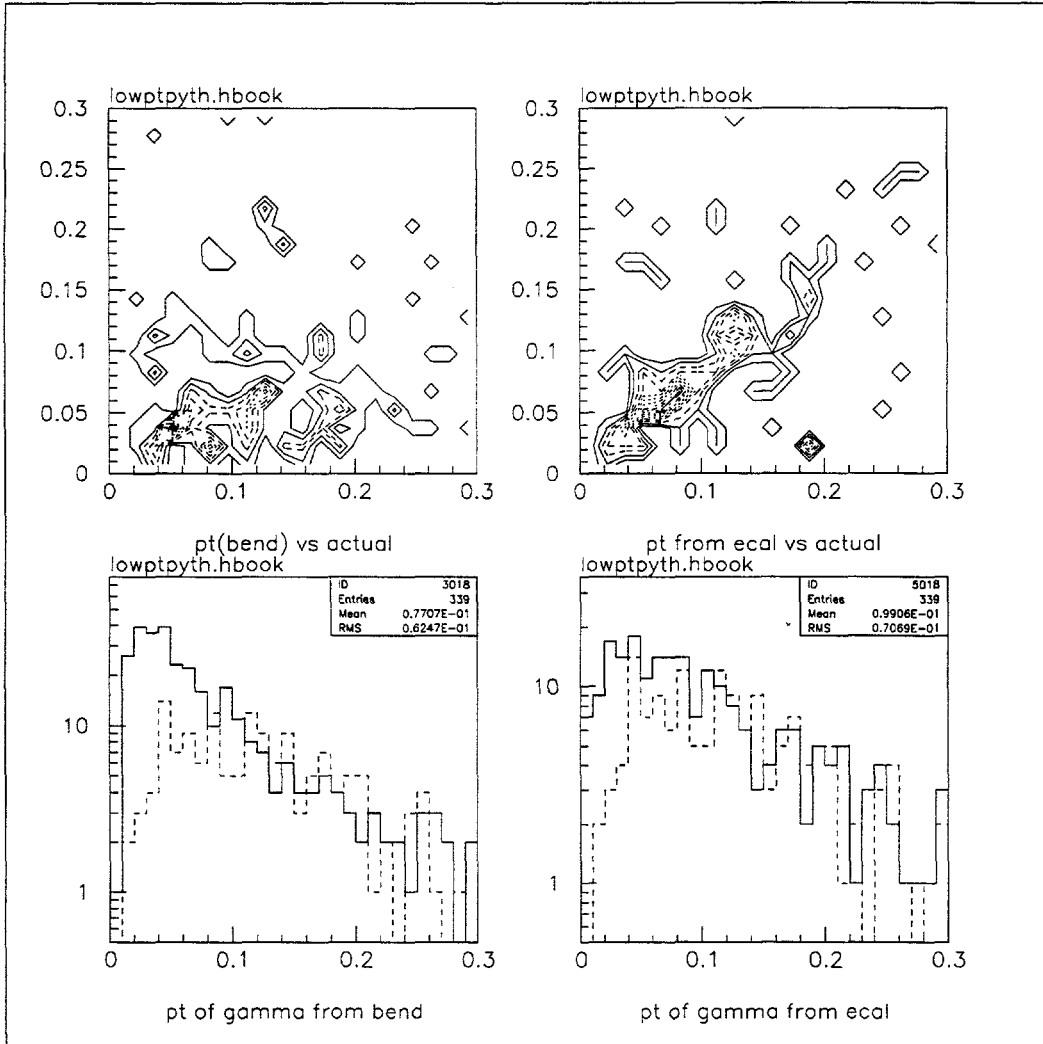 lowptpyth.hbook
0.3
0.25
0.2
0.15
0.1
0.05
0
0 0.1 0.2 0.3
pt(bend) vs actual
lowptpyth.hbook
0.3
0.25
0.2
0.15
0.1
0.05
0
0 0.1 0.2 0.3
pt from ecal vs actual
lowptpyth.hbook
ID 3018
Entries 339
Mean 0.7707E-01
RMS 0.6247E-01
10
1
0 0.1 0.2 0.3
pt of gamma from bend
lowptpyth.hbook
ID 5018
Entries 339
Mean 0.9906E-01
RMS 0.7069E-01
10
1
0 0.1 0.2 0.3
pt of gamma from ecal